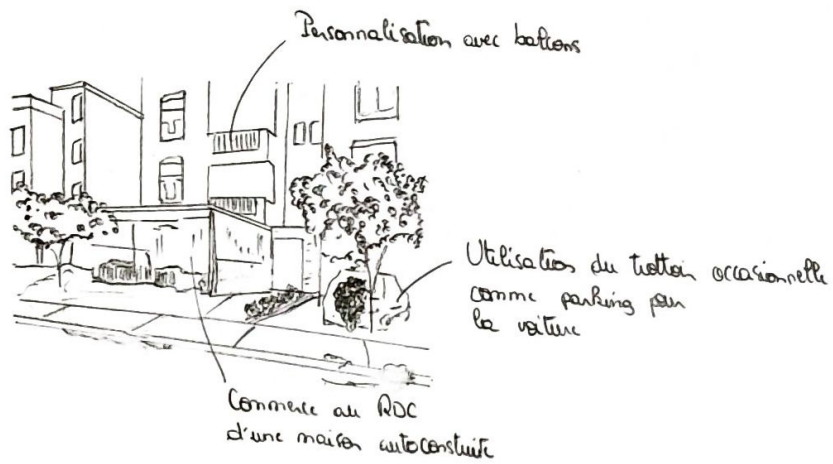 Personnalisation avec balcons
Utilisation du trottoir occasionnelle
comme parking pour
la voiture
Commerce au RDC
d'une maison autoconstruite